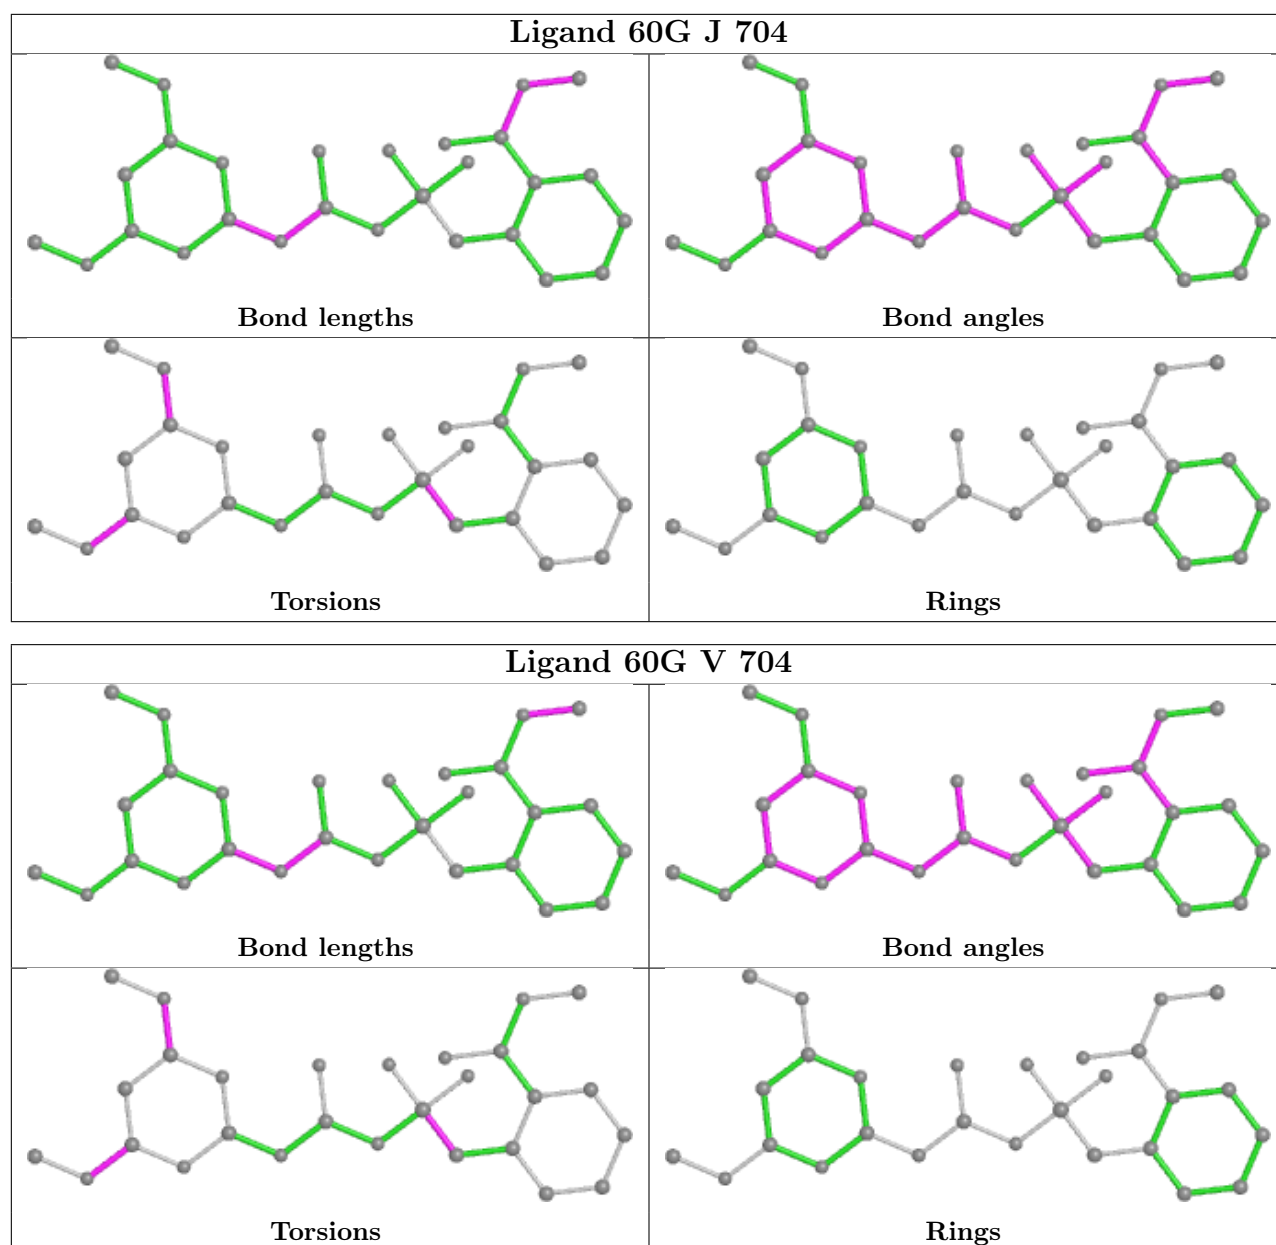 Ligand 60G J 704
Bond lengths
Bond angles
Torsions
Rings
Ligand 60G V 704
Bond lengths
Bond angles
Torsions
Rings